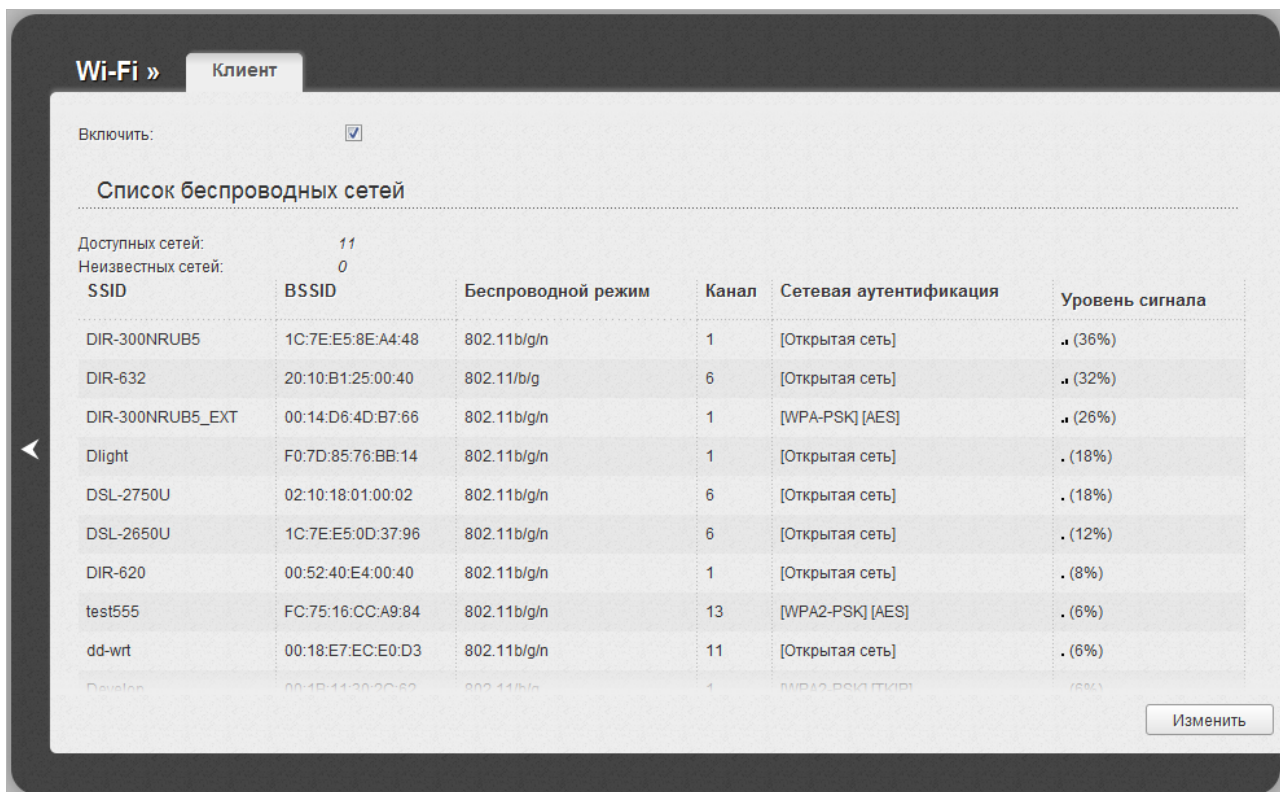 Wi-Fi » Клиент
Включить:
Список беспроводных сетей
Доступных сетей: 11
Неизвестных сетей: 0
SSID BSSID Беспроводной режим Канал Сетевая аутентификация Уровень сигнала
DIR-300NRUB5 1C:7E:E5:8E:A4:48 802.11b/g/n 1 [Открытая сеть] (36%)
DIR-632 20:10:B1:25:00:40 802.11/b/g 6 [Открытая сеть] (32%)
DIR-300NRUB5_EXT 00:14:D6:4D:B7:66 802.11b/g/n 1 [WPA-PSK] [AES] (26%)
Dlight F0:7D:85:76:BB:14 802.11b/g/n 1 [Открытая сеть] (18%)
DSL-2750U 02:10:18:01:00:02 802.11b/g/n 6 [Открытая сеть] (18%)
DSL-2650U 1C:7E:E5:0D:37:96 802.11b/g/n 6 [Открытая сеть] (12%)
DIR-620 00:52:40:E4:00:40 802.11b/g/n 1 [Открытая сеть] (8%)
test555 FC:75:16:CC:A9:84 802.11b/g/n 13 [WPA2-PSK] [AES] (6%)
dd-wrt 00:18:E7:EC:E0:D3 802.11b/g/n 11 [Открытая сеть] (6%)
Develop 1 [WPA2-PSK] [TKIP] (6%)
Изменить